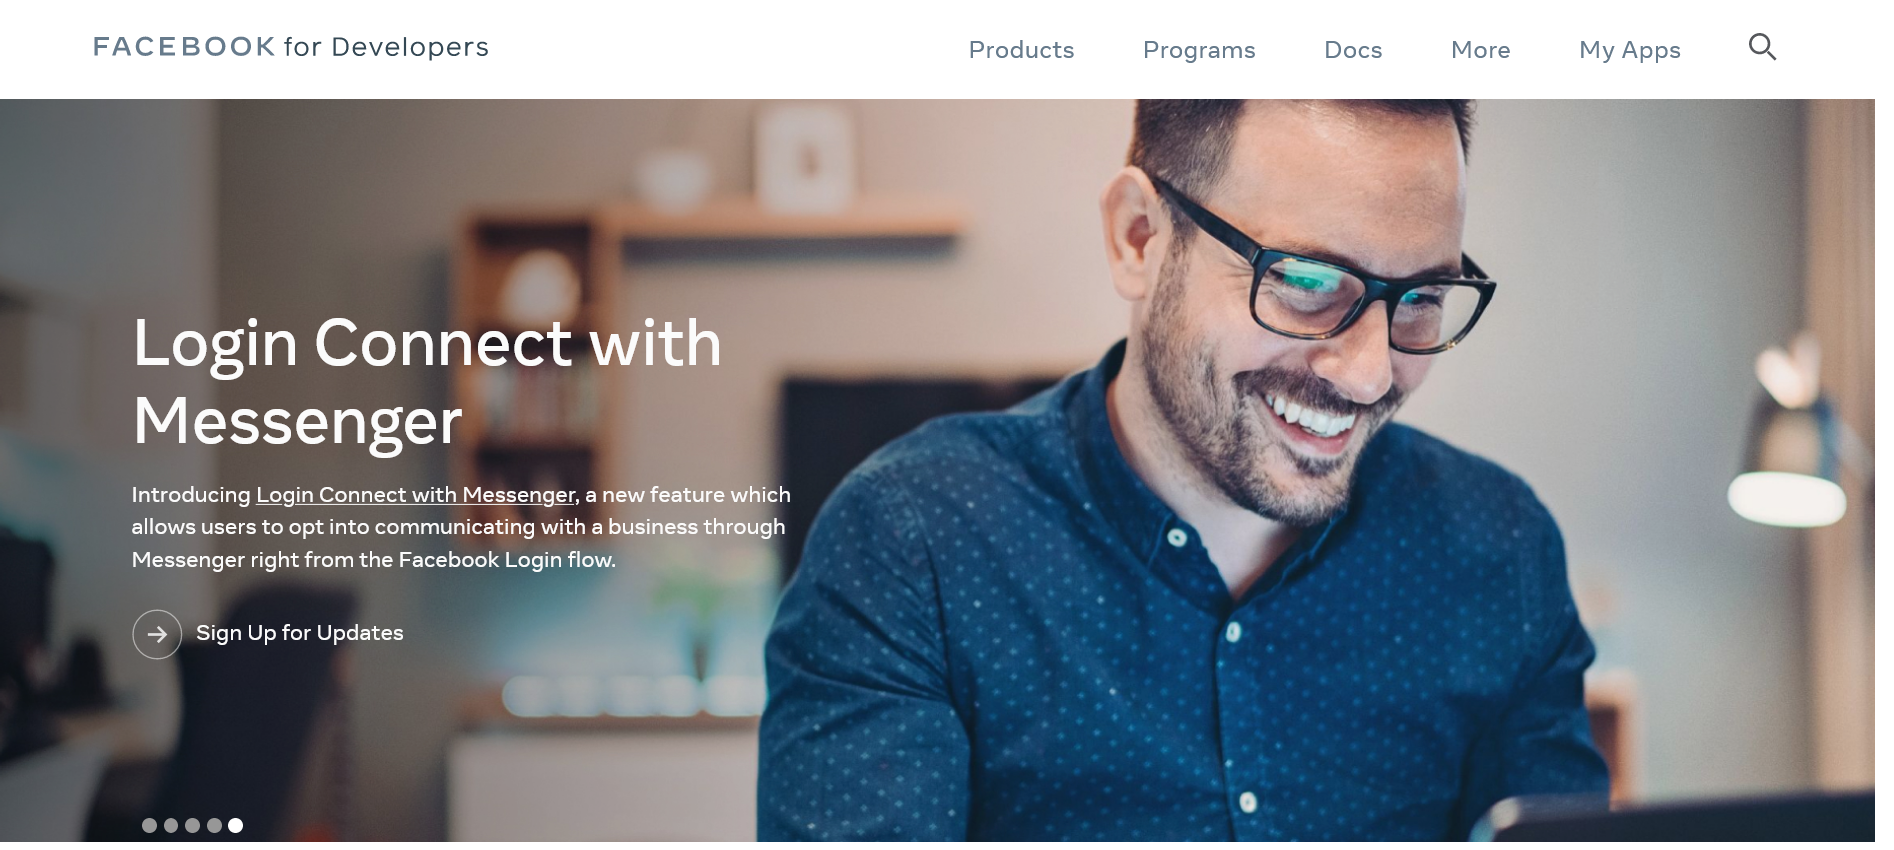 FACEBOOK for Developers
Products Programs Docs More My Apps
Login Connect with
Messenger
Introducing Login Connect with Messenger, a new feature which
allows users to opt into communicating with a business through
Messenger right from the Facebook Login flow.
Sign Up for Updates